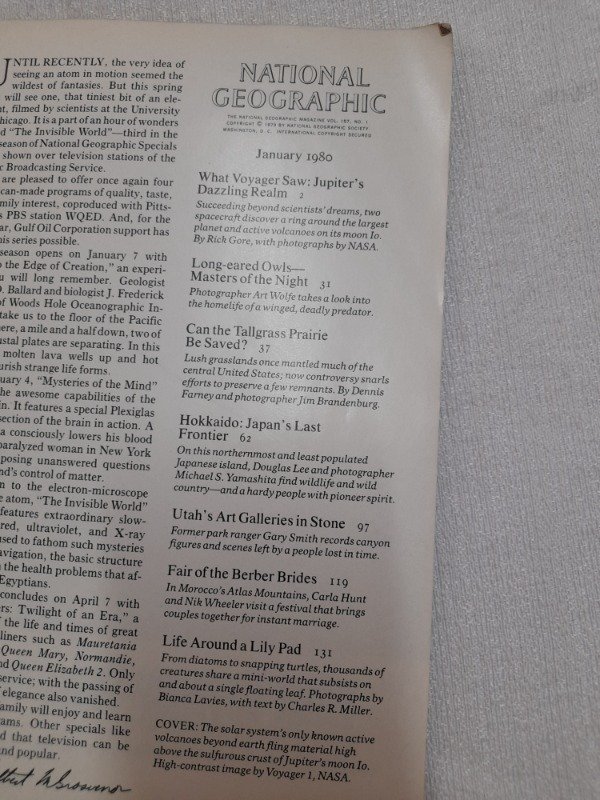 UNTIL RECENTLY, the very idea of
seeing an atom in motion seemed the
wildest of fantasies. But this spring
will see one, that tiniest bit of an ele-
filmed by scientists at the University
It is a part of an hour of wonders
"The Invisible World"—third in the
season of National Geographic Specials
shown over television stations of the
Broadcasting Service.
are pleased to offer once again four
can-made programs of quality, taste,
mily interest, coproduced with Pitts-
PBS station WQED. And, for the
Gulf Oil Corporation support has
his series possible.
season opens on January 7 with
the Edge of Creation," an experi-
will long remember. Geologist
Ballard and biologist J. Frederick
of Woods Hole Oceanographic In-
take us to the floor of the Pacific
a mile and a half down, two of
plates are separating. In this
molten lava wells up and hot
strange life forms.
4, "Mysteries of the Mind"
he awesome capabilities of the
It features a special Plexiglas
section of the brain in action. A
consciously lowers his blood
paralyzed woman in New York
posing unanswered questions
control of matter.
to the electron-microscope
atom, "The Invisible World"
features extraordinary slow-
red, ultraviolet, and X-ray
used to fathom such mysteries
avigation, the basic structure
the health problems that af-
Egyptians.
concludes on April 7 with
Twilight of an Era," a
the life and times of great
liners such as Mauretania
Queen Mary, Normandie,
nd Queen Elizabeth 2. Only
service; with the passing of
elegance also vanished.
family will enjoy and learn
Other specials like
that television can be
nd popular.
NATIONAL
GEOGRAPHIC
THE NATIONAL GEOGRAPHIC MAGAZINE VOL. 157, NO. 1
COPYRIGHT © 1979 BY NATIONAL GEOGRAPHIC SOCIETY
WASHINGTON, D. C. INTERNATIONAL COPYRIGHT SECURED
January 1980
What Voyager Saw: Jupiter's
Dazzling Realm 2
Succeeding beyond scientists' dreams, two
spacecraft discover a ring around the largest
planet and active volcanoes on its moon Io.
By Rick Gore, with photographs by NASA.
Long-eared Owls—
Masters of the Night 31
Photographer Art Wolfe takes a look into
the homelife of a winged, deadly predator.
Can the Tallgrass Prairie
Be Saved? 37
Lush grasslands once mantled much of the
central United States; now controversy snarls
efforts to preserve a few remnants. By Dennis
Farney and photographer Jim Brandenburg.
Hokkaido: Japan's Last
Frontier 62
On this northernmost and least populated
Japanese island, Douglas Lee and photographer
Michael S. Yamashita find wildlife and wild
country—and a hardy people with pioneer spirit.
Utah's Art Galleries in Stone 97
Former park ranger Gary Smith records canyon
figures and scenes left by a people lost in time.
Fair of the Berber Brides 119
In Morocco's Atlas Mountains, Carla Hunt
and Nik Wheeler visit a festival that brings
couples together for instant marriage.
Life Around a Lily Pad 131
From diatoms to snapping turtles, thousands of
creatures share a mini-world that subsists on
and about a single floating leaf. Photographs by
Bianca Lavies, with text by Charles R. Miller.
COVER: The solar system's only known active
volcanoes beyond earth fling material high
above the sulfurous crust of Jupiter's moon Io.
High-contrast image by Voyager 1, NASA.